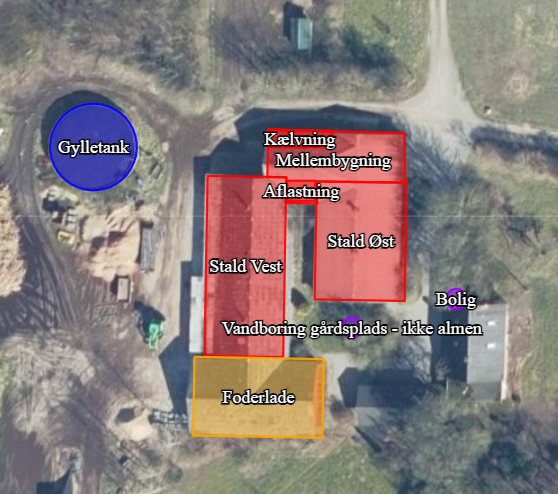 Kælvning
Gylletank
Mellembygning
Aflastning
Stald Øst
Stald Vest
Bolig
Vandboring gårdsplads - ikke almen
Foderlade